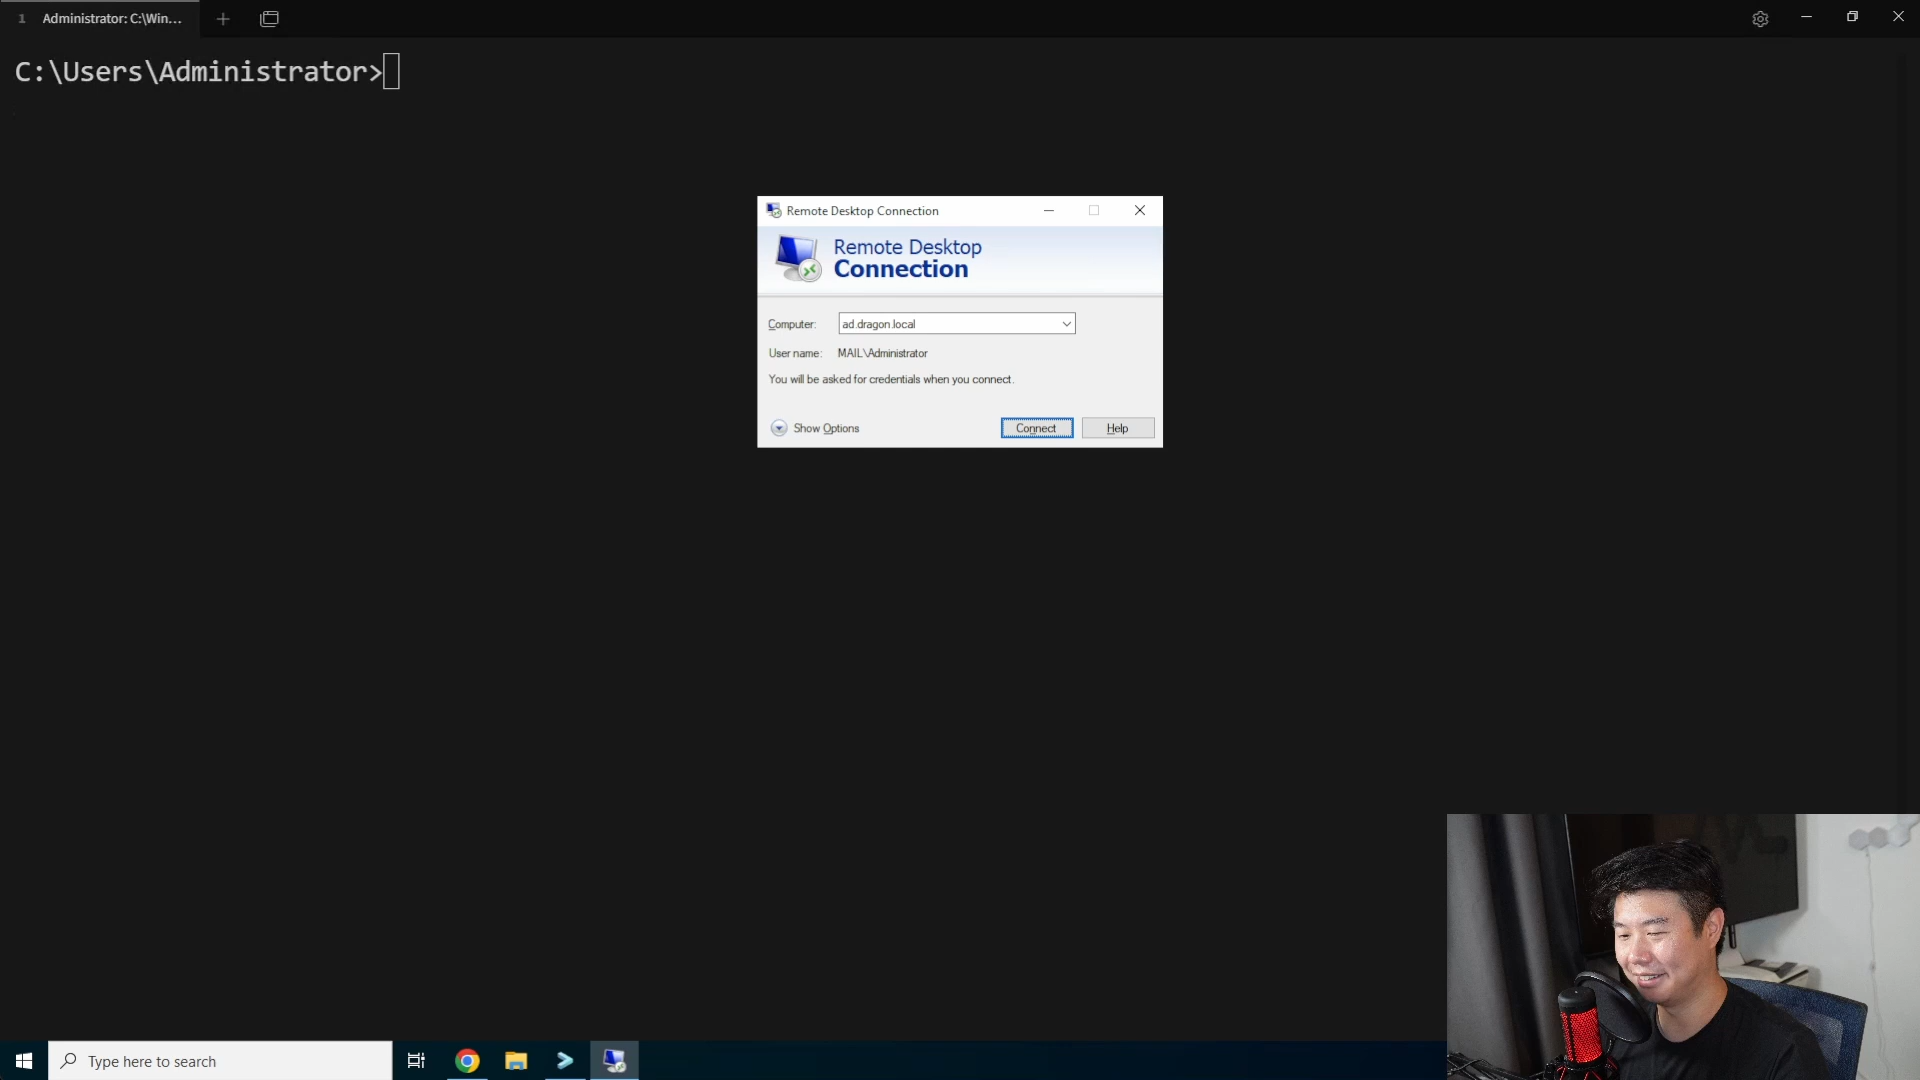 1 Administrator: C:\Win...
C:\Users\Administrator>
Remote Desktop Connection
Remote Desktop
Connection
Computer: ad.dragon.local
User name: MAIL\Administrator
You will be asked for credentials when you connect.
Show Options Connect Help
Type here to search